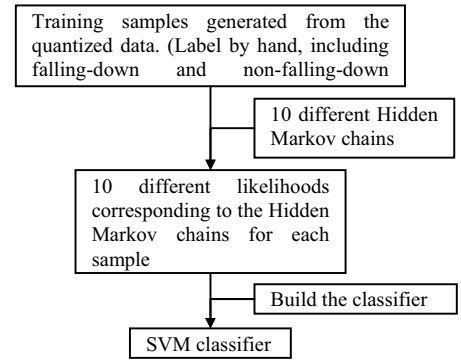 Training samples generated from the
quantized data. (Label by hand, including
falling-down and non-falling-down
10 different Hidden
Markov chains
10 different likelihoods
corresponding to the Hidden
Markov chains for each
sample
Build the classifier
SVM classifier